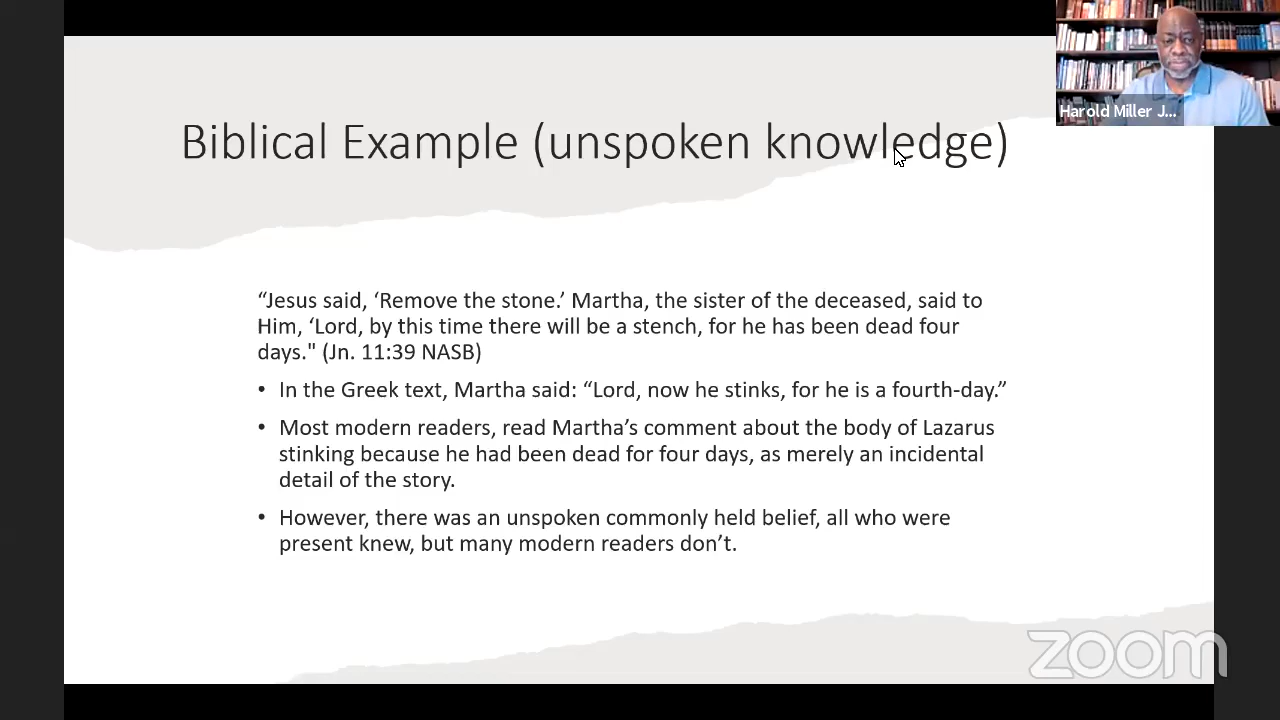 Harold Miller J...
Biblical Example (unspoken knowledge)
“Jesus said, ‘Remove the stone.’ Martha, the sister of the deceased, said to
Him, ‘Lord, by this time there will be a stench, for he has been dead four
days." (Jn. 11:39 NASB)
• In the Greek text, Martha said: “Lord, now he stinks, for he is a fourth-day.”
• Most modern readers, read Martha’s comment about the body of Lazarus
stinking because he had been dead for four days, as merely an incidental
detail of the story.
• However, there was an unspoken commonly held belief, all who were
present knew, but many modern readers don’t.
zoom